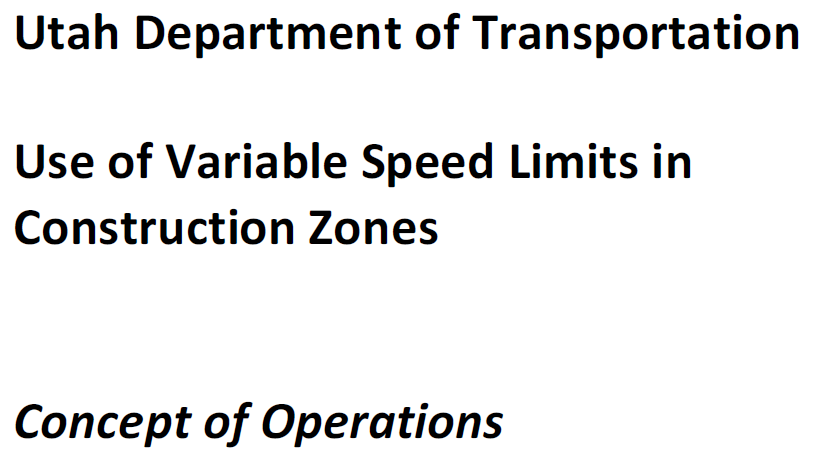 Utah Department of Transportation
Use of Variable Speed Limits in
Construction Zones
Concept of Operations